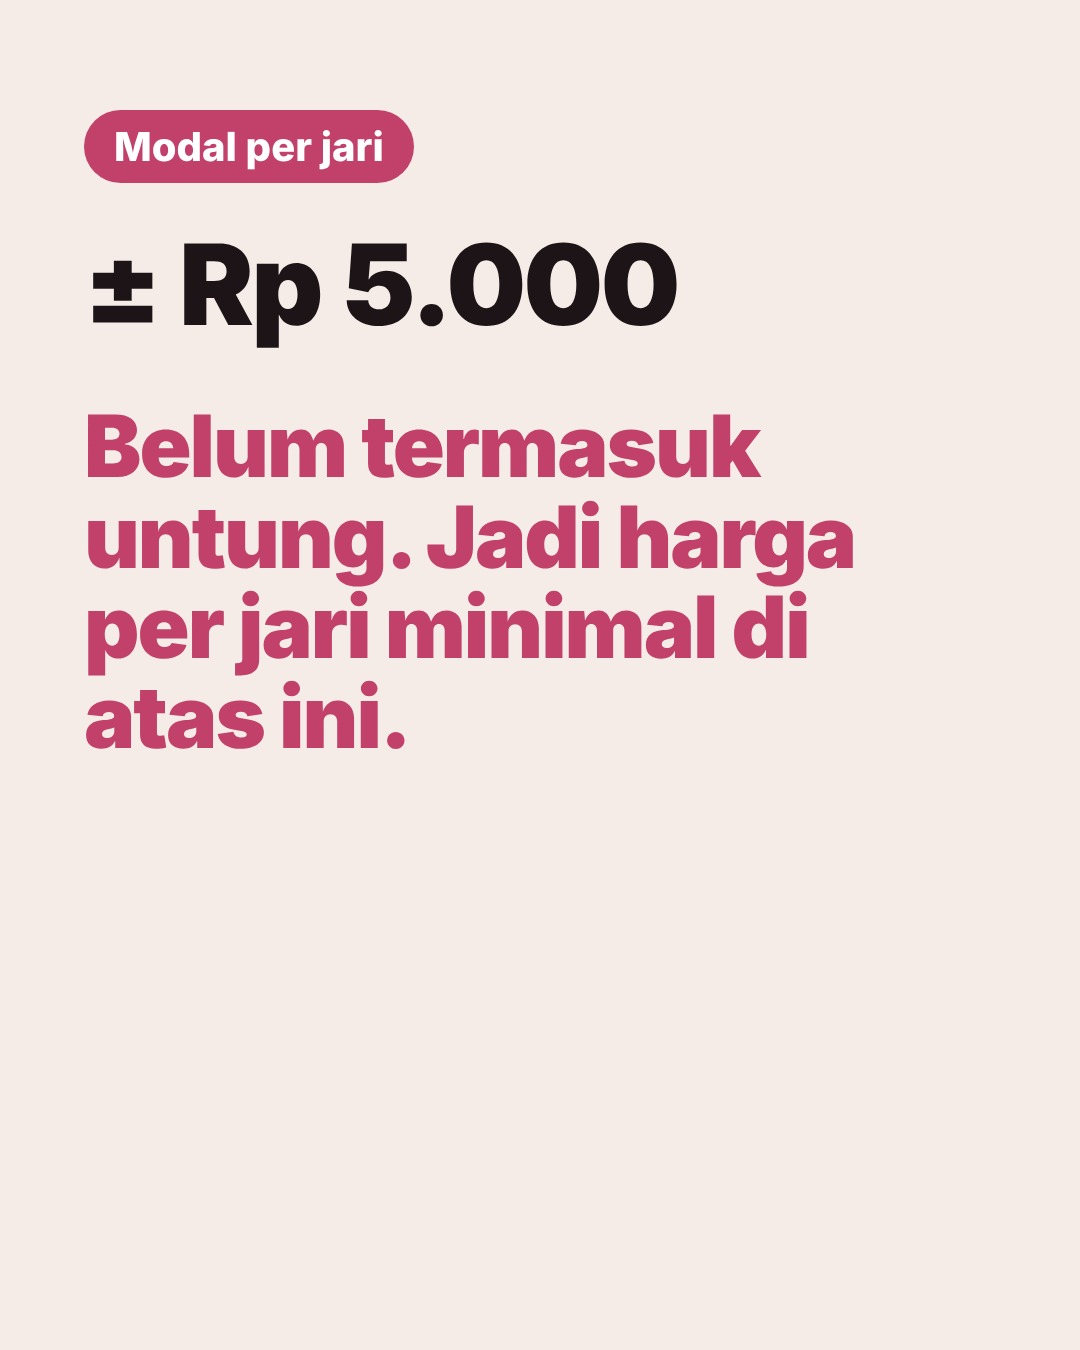 Modal per jari
± Rp 5.000
Belum termasuk
untung. Jadi harga
per jari minimal di
atas ini.